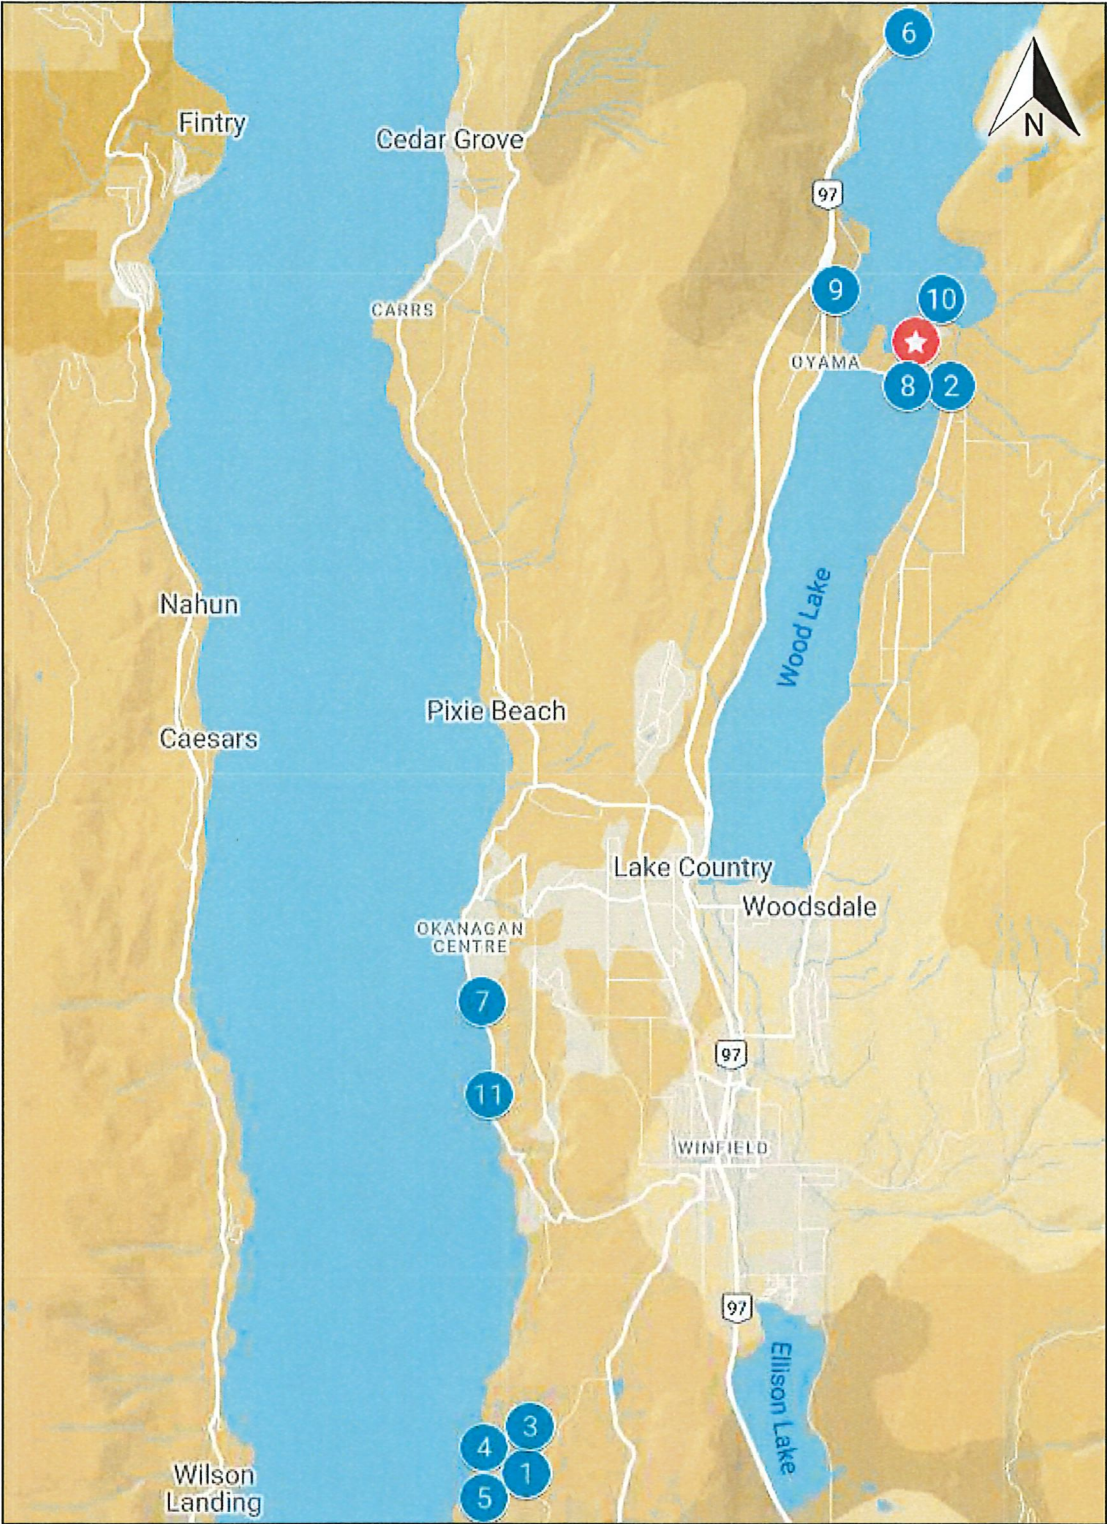 6
N
Fintry
Cedar Grove
97
9
10
CARRS
OYAMA
8
2
Wood Lake
Nahun
Pixie Beach
Caesars
Lake Country
Woodsdale
OKANAGAN
CENTRE
7
97
11
WINFIELD
97
Ellison Lake
3
4
1
5
Wilson
Landing